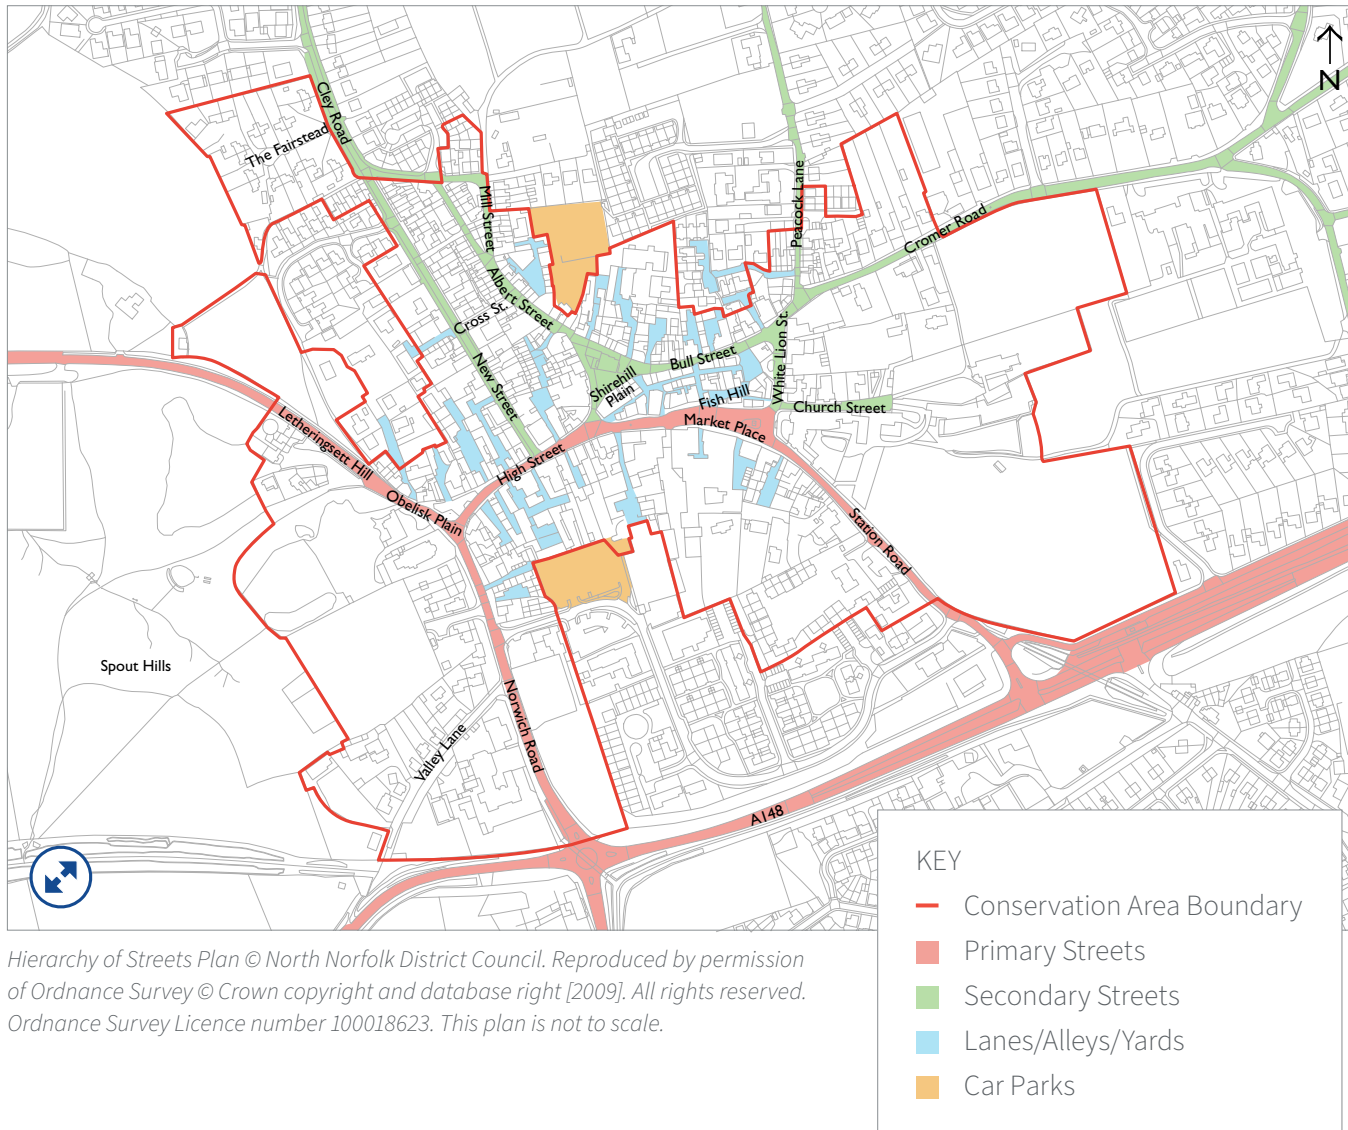 N
Cley Road
The Fairstead
Mill Street
Peacock Lane
Cromer Road
Albert Street
Cross St.
New Street
Shirehill
Plain
Bull Street
White Lion St.
Fish Hill
Church Street
Market Place
High Street
Letheringsett Hill
Obelisk Plain
Station Road
Spout Hills
Norwich Road
Valley Lane
A148
KEY
Conservation Area Boundary
Primary Streets
Secondary Streets
Lanes/Alleys/Yards
Car Parks
Hierarchy of Streets Plan © North Norfolk District Council. Reproduced by permission
of Ordnance Survey © Crown copyright and database right [2009]. All rights reserved.
Ordnance Survey Licence number 100018623. This plan is not to scale.